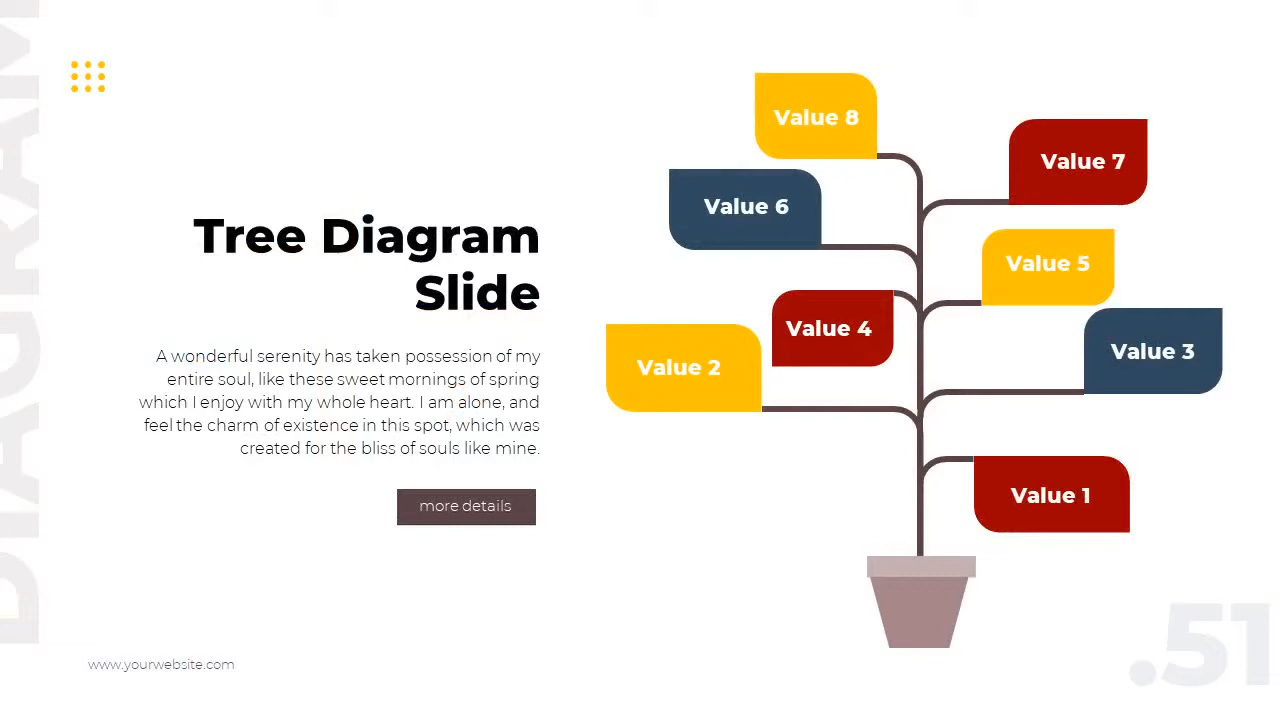 DIAGRAM
Tree Diagram
Slide
A wonderful serenity has taken possession of my
entire soul, like these sweet mornings of spring
which I enjoy with my whole heart. I am alone, and
feel the charm of existence in this spot, which was
created for the bliss of souls like mine.
more details
www.yourwebsite.com
Value 8
Value 7
Value 6
Value 5
Value 4
Value 3
Value 2
Value 1
.51